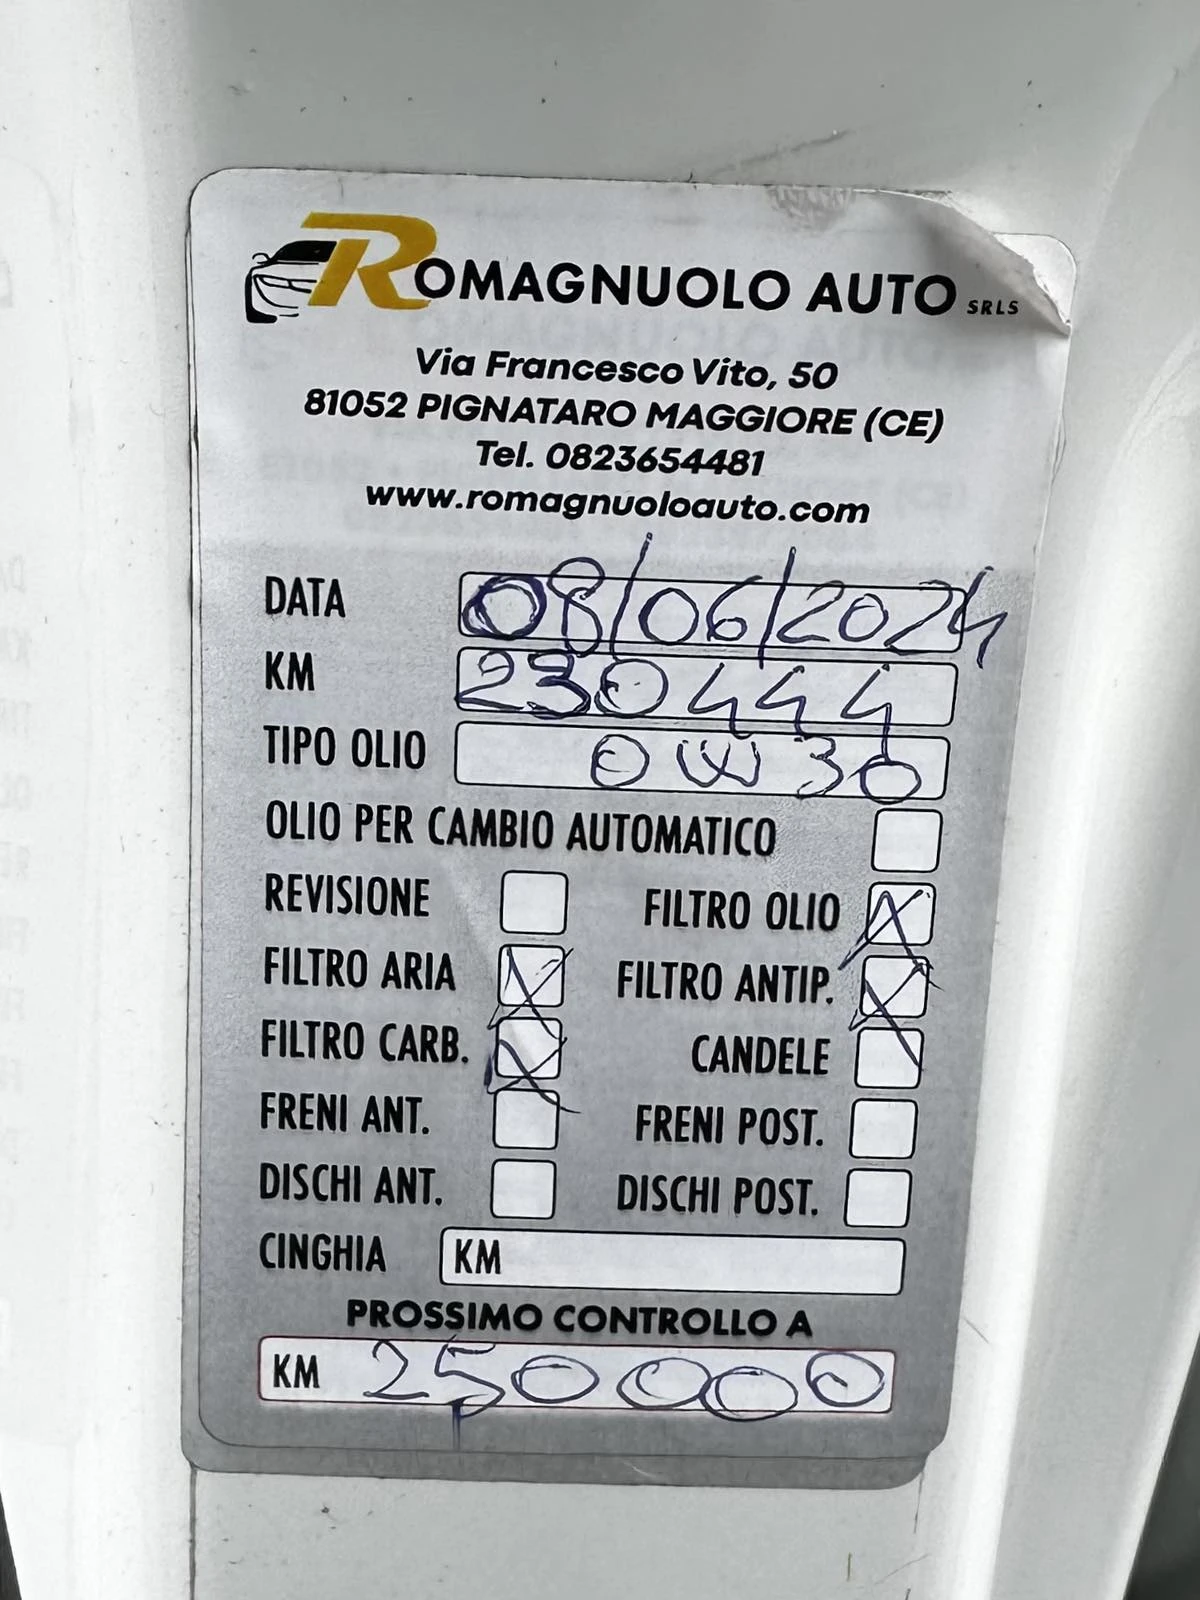 ROMAGNUOLO AUTO SRLS
Via Francesco Vito, 50
81052 PIGNATARO MAGGIORE (CE)
Tel. 0823654481
www.romagnuoloauto.com
DATA 08/06/2024
KM 230444
TIPO OLIO 0W30
OLIO PER CAMBIO AUTOMATICO
REVISIONE FILTRO OLIO X
FILTRO ARIA X FILTRO ANTIP. X
FILTRO CARB. X CANDELE
FRENI ANT. FRENI POST.
DISCHI ANT. DISCHI POST.
CINGHIA KM
PROSSIMO CONTROLLO A
KM 250000